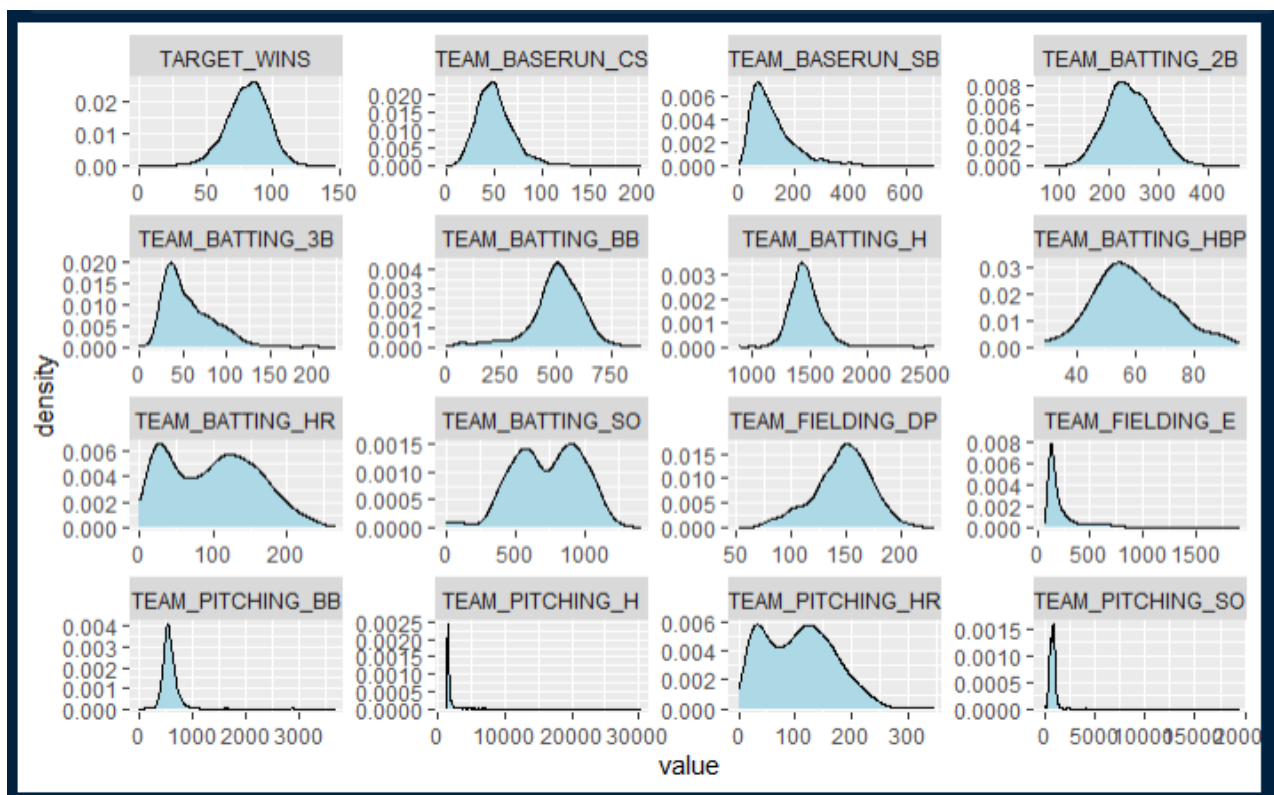 TARGET_WINS TEAM_BASERUN_CS TEAM_BASERUN_SB TEAM_BATTING_2B
0.02 0.020 0.006 0.008
0.015 0.006
0.01 0.010 0.004 0.004
0.005 0.002 0.002
0.00 0.000 0.000 0.000
0 50 100 150 0 50 100 150 200 0 200 400 600 100 200 300 400
TEAM_BATTING_3B TEAM_BATTING_BB TEAM_BATTING_H TEAM_BATTING_HBP
0.020 0.004 0.003 0.03
0.015 0.003
0.010 0.002 0.002 0.02
0.005 0.001 0.001 0.01
0.000 0.000 0.000 0.00
0 50 100 150 200 0 250 500 750 1000 1500 2000 2500 40 60 80
density
TEAM_BATTING_HR TEAM_BATTING_SO TEAM_FIELDING_DP TEAM_FIELDING_E
0.006 0.0015 0.015 0.008
0.006
0.004 0.0010 0.010 0.004
0.002 0.0005 0.005 0.002
0.000 0.0000 0.000 0.000
0 100 200 0 500 1000 50 100 150 200 0 500 1000 1500
TEAM_PITCHING_BB TEAM_PITCHING_H TEAM_PITCHING_HR TEAM_PITCHING_SO
0.004 0.0025 0.006 0.0015
0.003 0.0020
0.002 0.0015 0.004 0.0010
0.001 0.0010 0.002 0.0005
0.0005
0.000 0.0000 0.000 0.0000
0 1000 2000 3000 0 10000 20000 30000 0 100 200 300 0 5000 10000 15000 2000
value